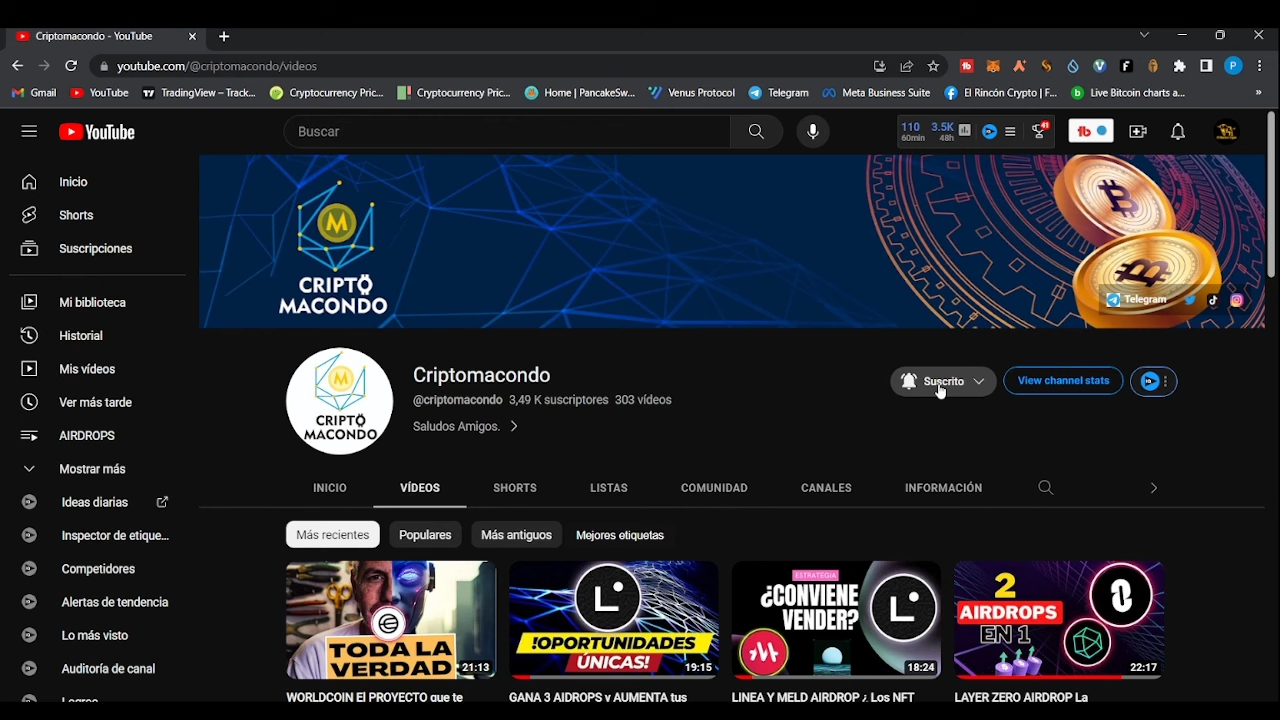 Criptomacondo - YouTube
youtube.com/@criptomacondo/videos
Gmail YouTube TradingView – Track... Cryptocurrency Pric... Cryptocurrency Pric... Home | PancakeSw... Venus Protocol Telegram Meta Business Suite El Rincón Crypto | F... Live Bitcoin charts a... »
YouTube
Buscar
110 3.5K
60min 48h
41
Inicio
Shorts
Suscripciones
Mi biblioteca
Historial
Mis vídeos
Ver más tarde
AIRDROPS
Mostrar más
Ideas diarias
Inspector de etique...
Competidores
Alertas de tendencia
Lo más visto
Auditoría de canal
M
CRIPTO
MACONDO
Telegram
M
CRIPTO
MACONDO
Criptomacondo
@criptomacondo 3,49 K suscriptores 303 vídeos
Saludos Amigos.
Suscrito
View channel stats
INICIO VÍDEOS SHORTS LISTAS COMUNIDAD CANALES INFORMACIÓN
Más recientes Populares Más antiguos Mejores etiquetas
TODA LA
VERDAD
21:13
!OPORTUNIDADES
ÚNICAS!
19:15
ESTRATEGIA
¿CONVIENE
VENDER?
18:24
2
AIRDROPS
EN 1
22:17
WORLDCOIN El PROYECTO que te
GANA 3 AIDROPS y AUMENTA tus
LINEA Y MELD AIRDROP ¿ Los NFT
LAYER ZERO AIRDROP La